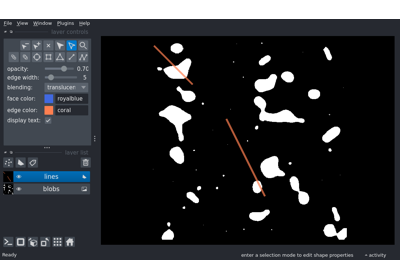 File View Window Plugins Help
layer controls
opacity: 0.70
edge width: 5
blending: translucen
face color: royalblue
edge color: coral
display text:
layer list
lines
blobs
Ready
enter a selection mode to edit shape properties
activity